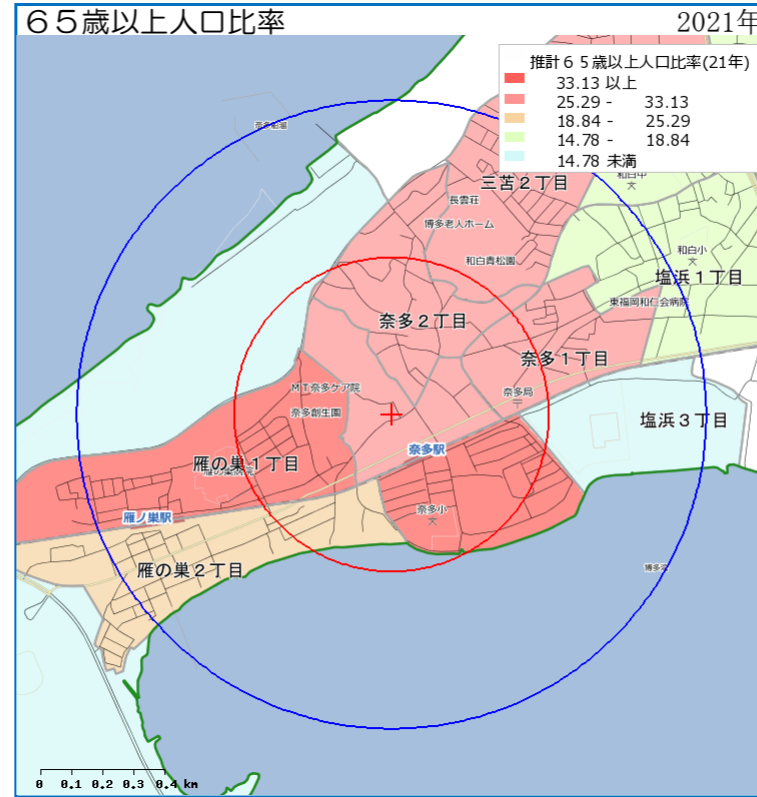 ６５歳以上人口比率
2021年
推計６５歳以上人口比率(21年)
33.13 以上
25.29 - 33.13
18.84 - 25.29
14.78 - 18.84
14.78 未満
三苫２丁目
和白中
長雲荘
博多老人ホーム
和白小
和白青松園
塩浜１丁目
東福岡和仁会病院
奈多２丁目
奈多１丁目
ＭＴ奈多ケア院
奈多局
奈多創生園
塩浜３丁目
奈多駅
雁の巣１丁目
奈多小
雁ノ巣駅
雁の巣２丁目
0 0.1 0.2 0.3 0.4 km